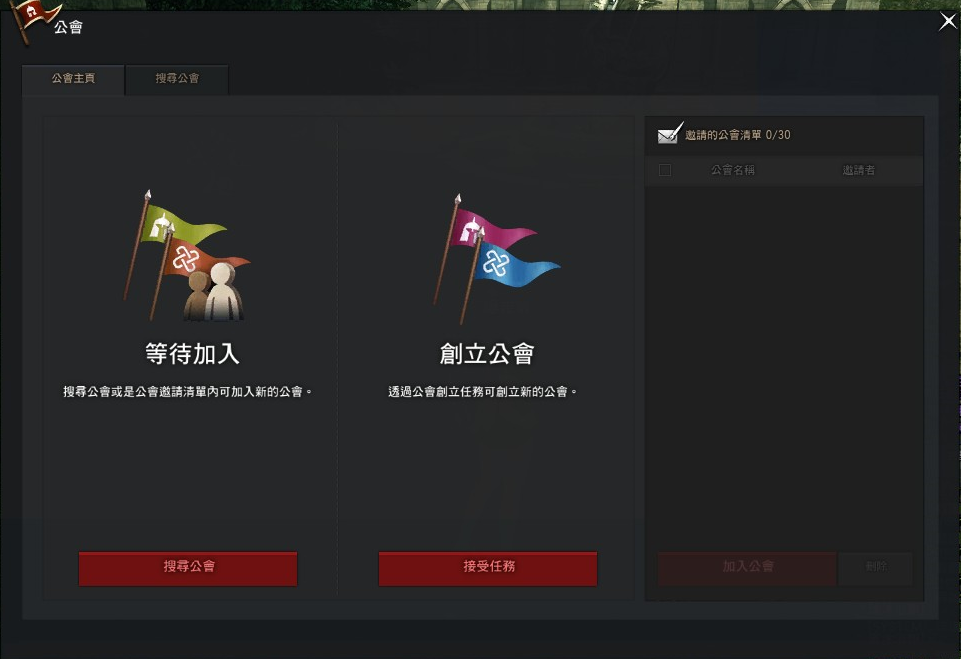 公會
公會主頁
搜尋公會
等待加入
搜尋公會或是公會邀請清單內可加入新的公會。
搜尋公會
創立公會
透過公會創立任務可創立新的公會。
接受任務
邀請的公會清單 0/30
公會名稱
邀請者
加入公會
刪除